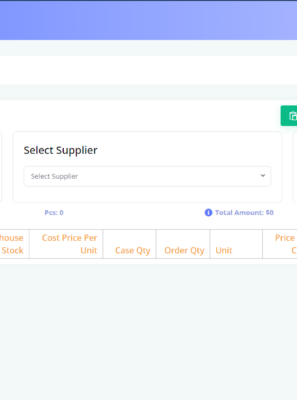 Select Supplier
Select Supplier
Pcs: 0
Total Amount: $0
house Stock
Cost Price Per Unit
Case Qty
Order Qty
Unit
Price